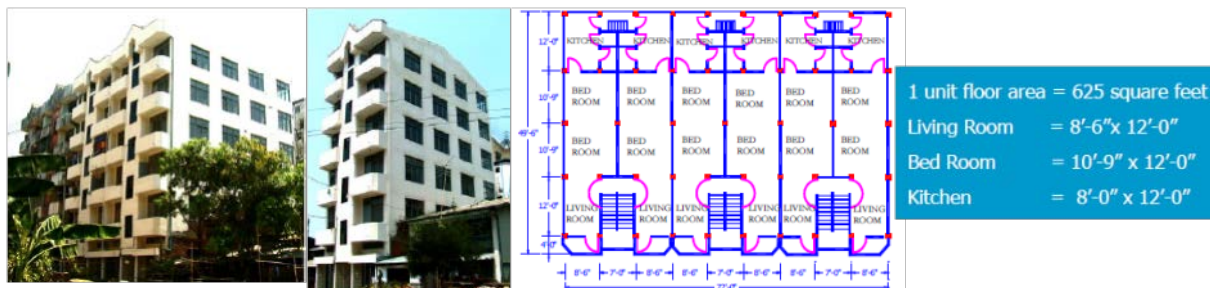 KITCHEN KITCHEN KITCHEN KITCHEN KITCHEN KITCHEN
12'-0"
BED ROOM BED ROOM BED ROOM BED ROOM BED ROOM BED ROOM
10'-9"
BED ROOM BED ROOM BED ROOM BED ROOM BED ROOM BED ROOM
10'-9"
LIVING ROOM LIVING ROOM LIVING ROOM LIVING ROOM LIVING ROOM LIVING ROOM
12'-0"
4'-0"
8'-6" 7'-0" 8'-6" 8'-6" 7'-0" 8'-6" 8'-6" 7'-0" 8'-6"
1 unit floor area = 625 square feet
Living Room = 8′-6″x 12′-0″
Bed Room = 10′-9″ x 12′-0″
Kitchen = 8′-0″ x 12′-0″